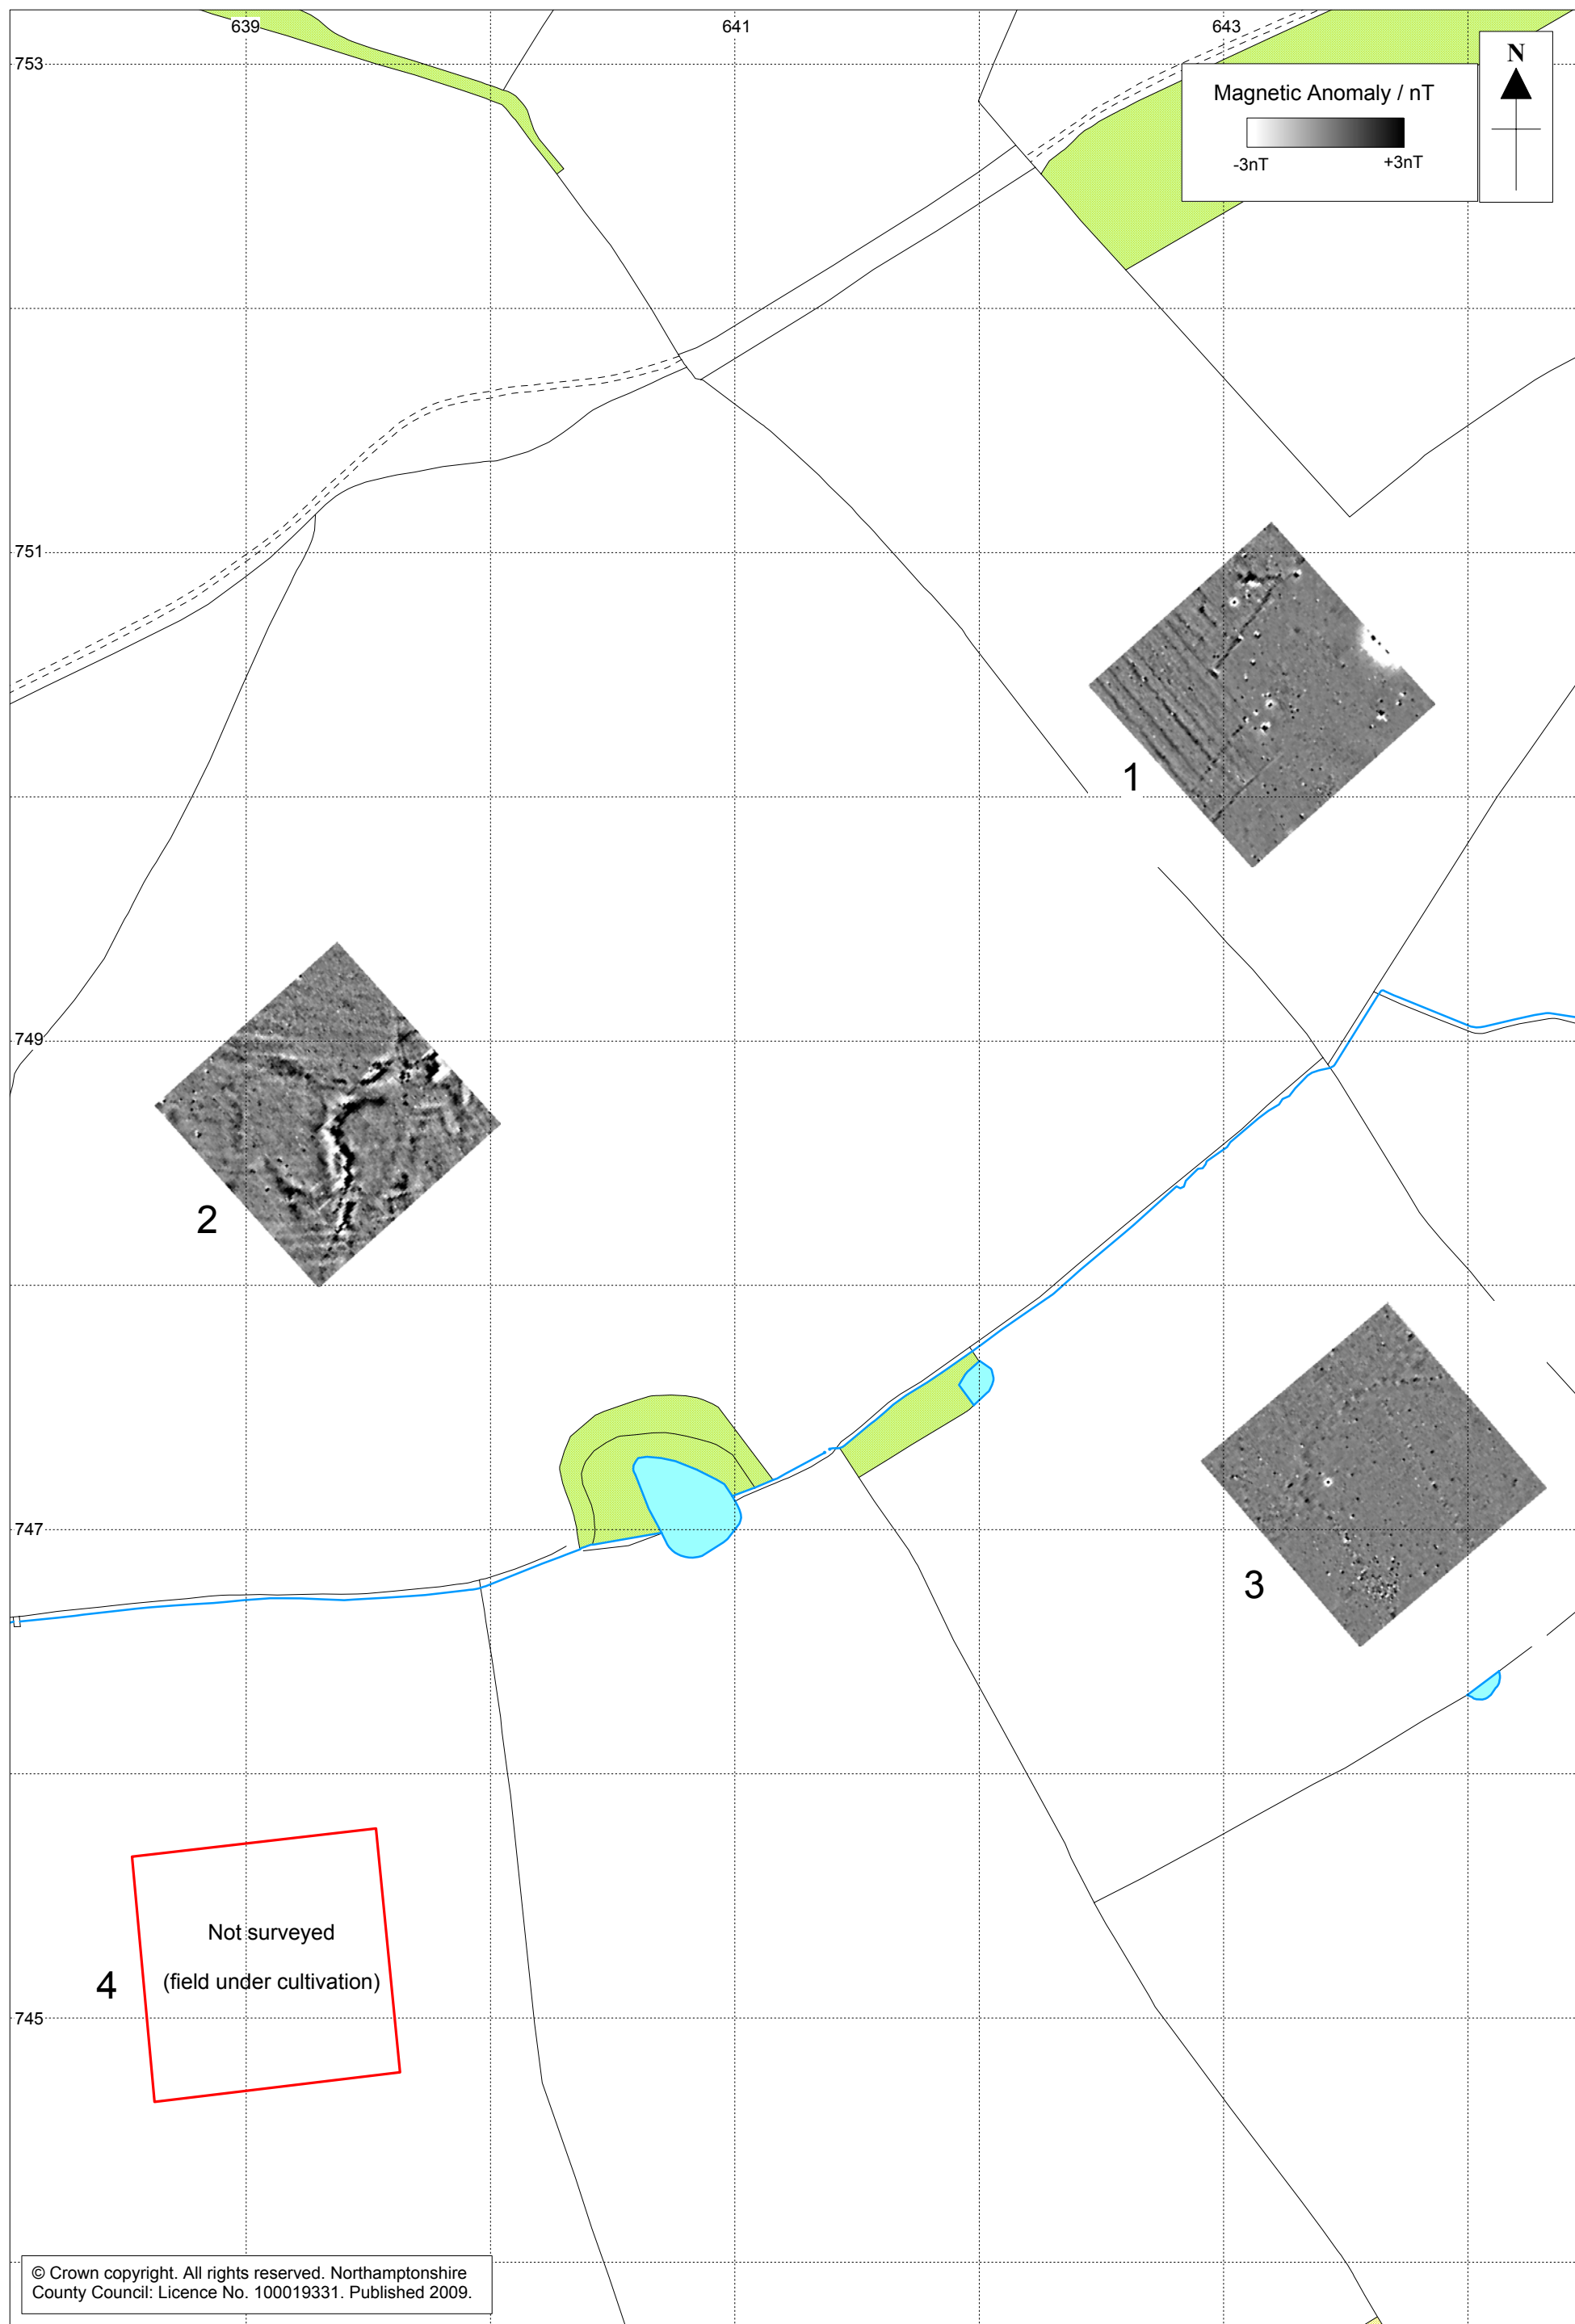 639
641
643
753
N
Magnetic Anomaly / nT
-3nT
+3nT
751
1
749
2
747
3
Not surveyed
(field under cultivation)
4
745
© Crown copyright. All rights reserved. Northamptonshire
County Council: Licence No. 100019331. Published 2009.